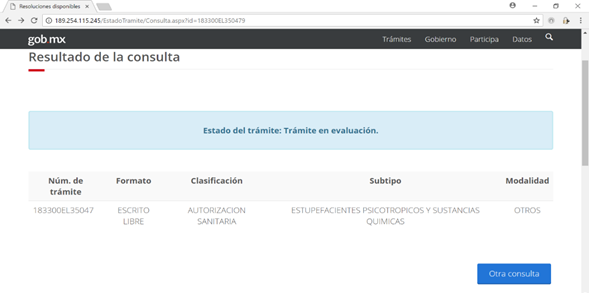 Resoluciones disponibles
189.254.115.245/EstadoTramite/Consulta.aspx?id=183300EL350479
gob mx
Trámites Gobierno Participa Datos
Resultado de la consulta
Estado del trámite: Trámite en evaluación.
Núm. de trámite Formato Clasificación Subtipo Modalidad
183300EL35047 ESCRITO LIBRE AUTORIZACION SANITARIA ESTUPEFACIENTES PSICOTROPICOS Y SUSTANCIAS QUIMICAS OTROS
Otra consulta